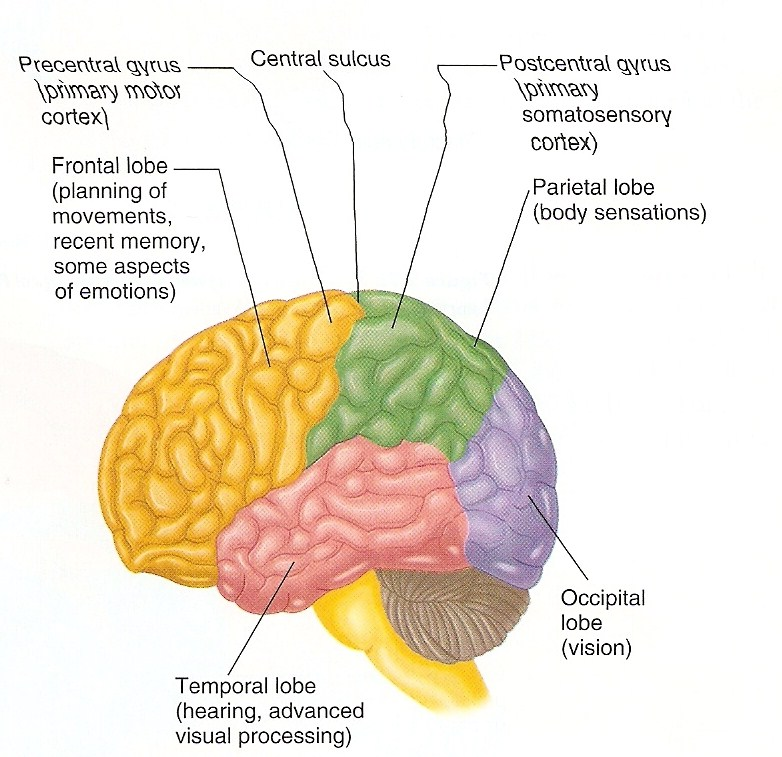 Precentral gyrus
\primary motor
cortex\
Central sulcus
Postcentral gyrus
\primary
somatosensory
cortex)
Frontal lobe
(planning of
movements,
recent memory,
some aspects
of emotions)
Parietal lobe
(body sensations)
Occipital
lobe
(vision)
Temporal lobe
(hearing, advanced
visual processing)